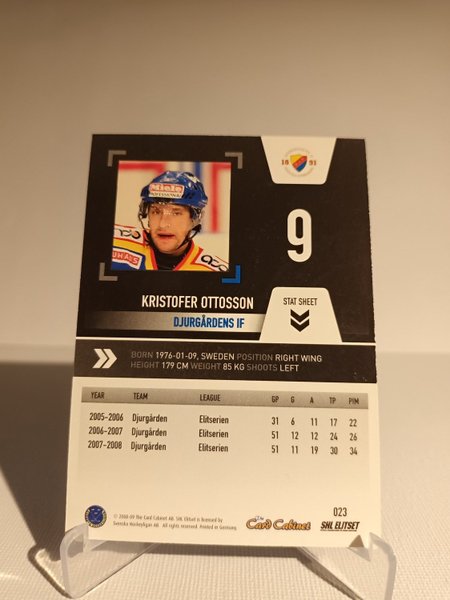 16 91
Miele
9
KRISTOFER OTTOSSON
DJURGÅRDENS IF
STAT SHEET
BORN 1976-01-09, SWEDEN POSITION RIGHT WING
HEIGHT 179 CM WEIGHT 85 KG SHOOTS LEFT
YEAR TEAM LEAGUE GP G A TP PIM
2005-2006 Djurgården Elitserien 31 6 11 17 22
2006-2007 Djurgården Elitserien 51 12 12 24 26
2007-2008 Djurgården Elitserien 51 11 19 30 34
© 2008-09 The Card Cabinet AB. SHL Elitset is licensed by
Svenska Hockeyligan AB. All rights reserved. Printed in Germany.
The Card Cabinet
023
SHL ELITSET